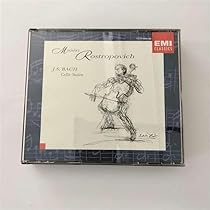 Mstislav
Rostropovich
J.S. BACH
Cello Suites
EMI
CLASSICS